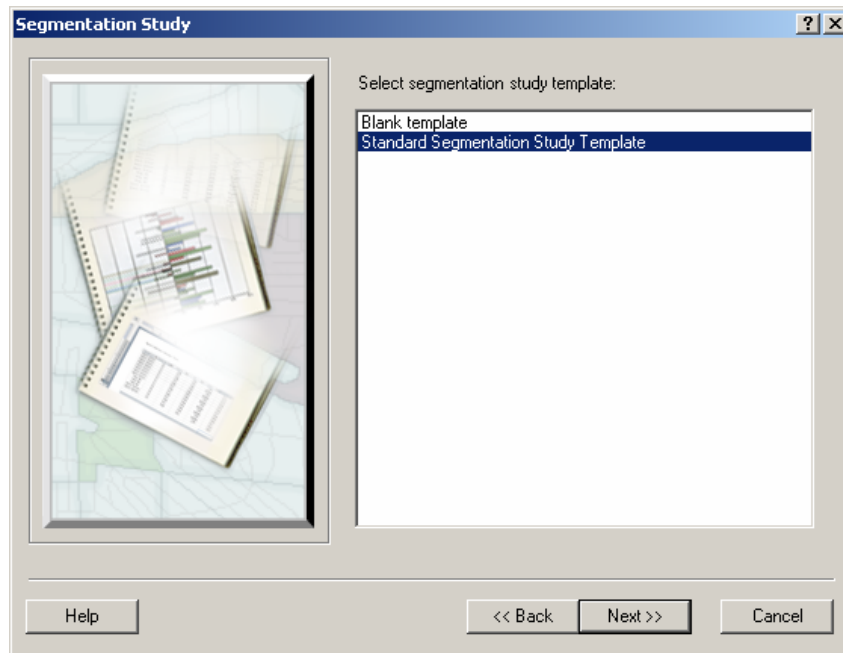 Segmentation Study
Select segmentation study template:
Blank template
Standard Segmentation Study Template
Help
<< Back
Next >>
Cancel